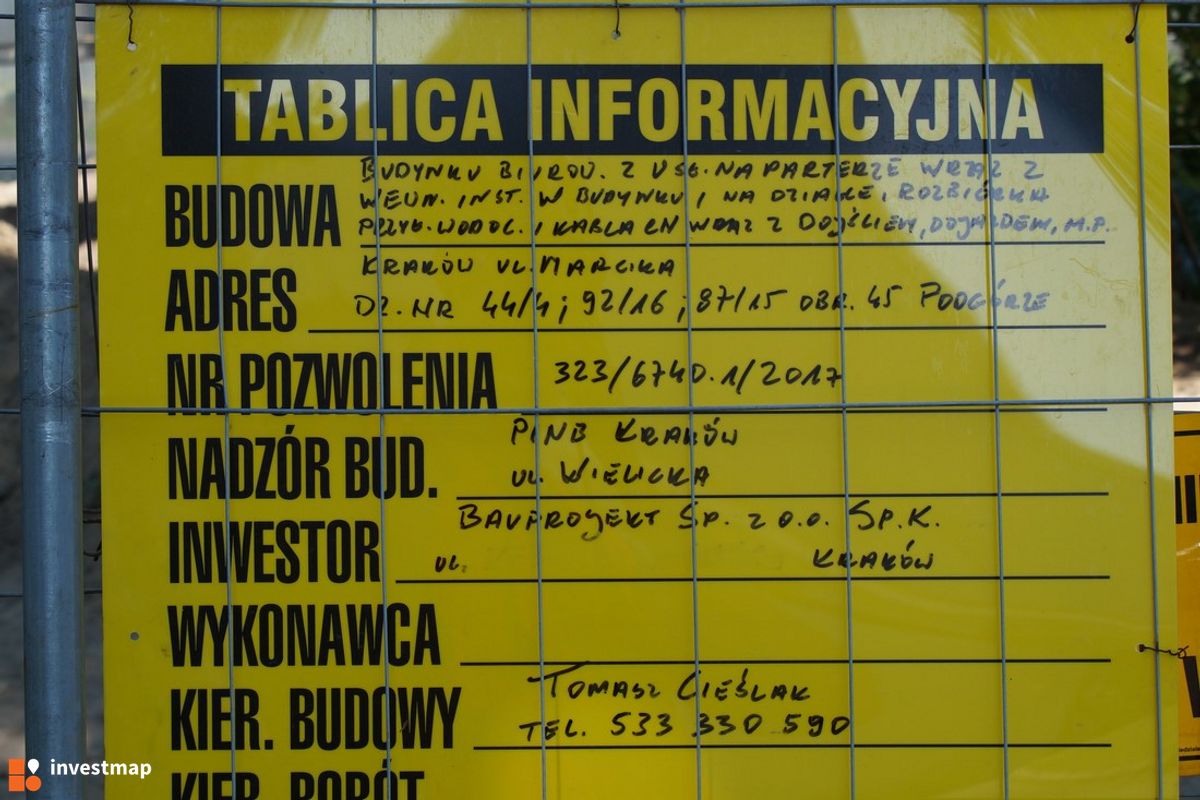 TABLICA INFORMACYJNA
BUDOWA
BUDYNKU BIUROW. Z USŁ. NA PARTERZE WRAZ Z
WEWN. INST. W BUDYNKU I NA DZIAŁCE, ROZBIÓRKA
PRZYŁ. WODOC. I KABLA EN WRAZ Z DOJŚCIEM, DOJAZDEM, M.P.
ADRES
KRAKÓW UL. MARCIKA
DZ. NR 44/4; 92/16; 87/15 OBR. 45 PODGÓRZE
NR POZWOLENIA 323/6740.1/2017
NADZÓR BUD.
PINB KRAKÓW
UL. WIELICKA
INWESTOR
BAUPROJEKT SP. Z O.O. SP.K.
UL. KRAKÓW
WYKONAWCA
KIER. BUDOWY
TOMASZ CIEŚLAK
TEL. 533 330 590
KIER. ROBÓT
investmap